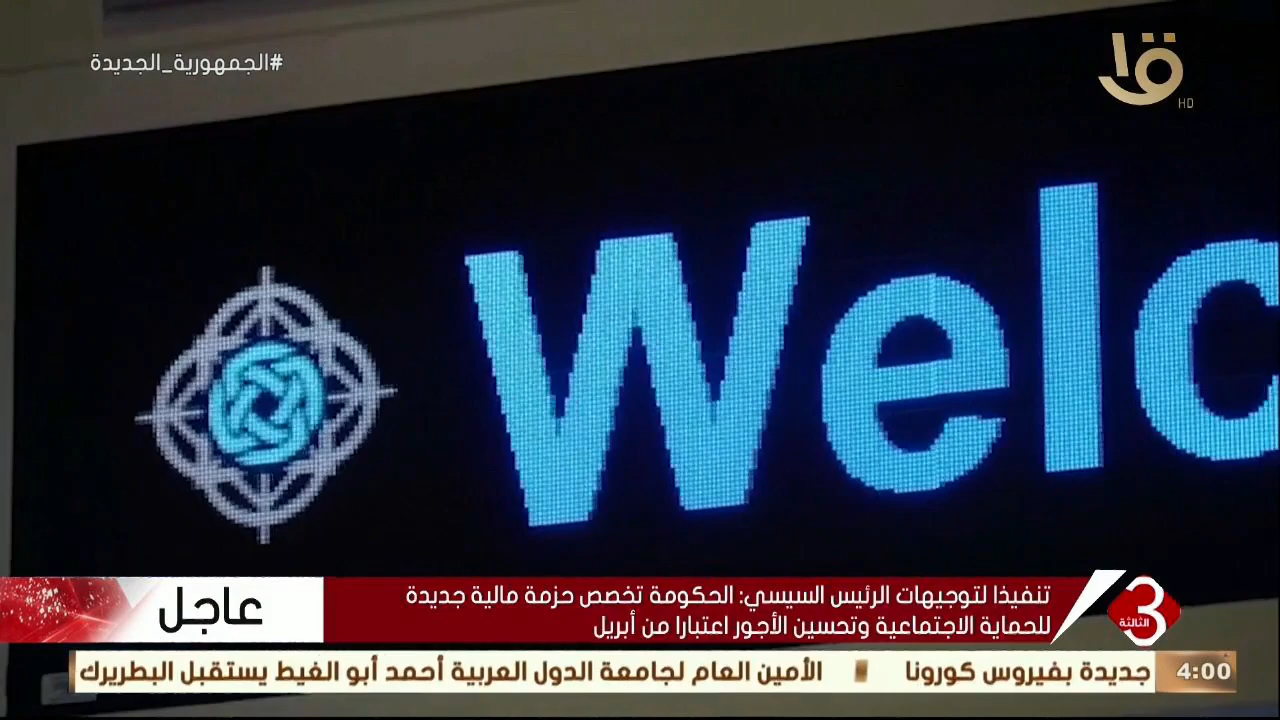 #الجمهورية_الجديدة
HD
Welc
3
الثالثة
عاجل
تنفيذا لتوجيهات الرئيس السيسي: الحكومة تخصص حزمة مالية جديدة
للحماية الاجتماعية وتحسين الأجور اعتبارا من أبريل
4:00
جديدة بفيروس كورونا
الأمين العام لجامعة الدول العربية أحمد أبو الغيط يستقبل البطريرك